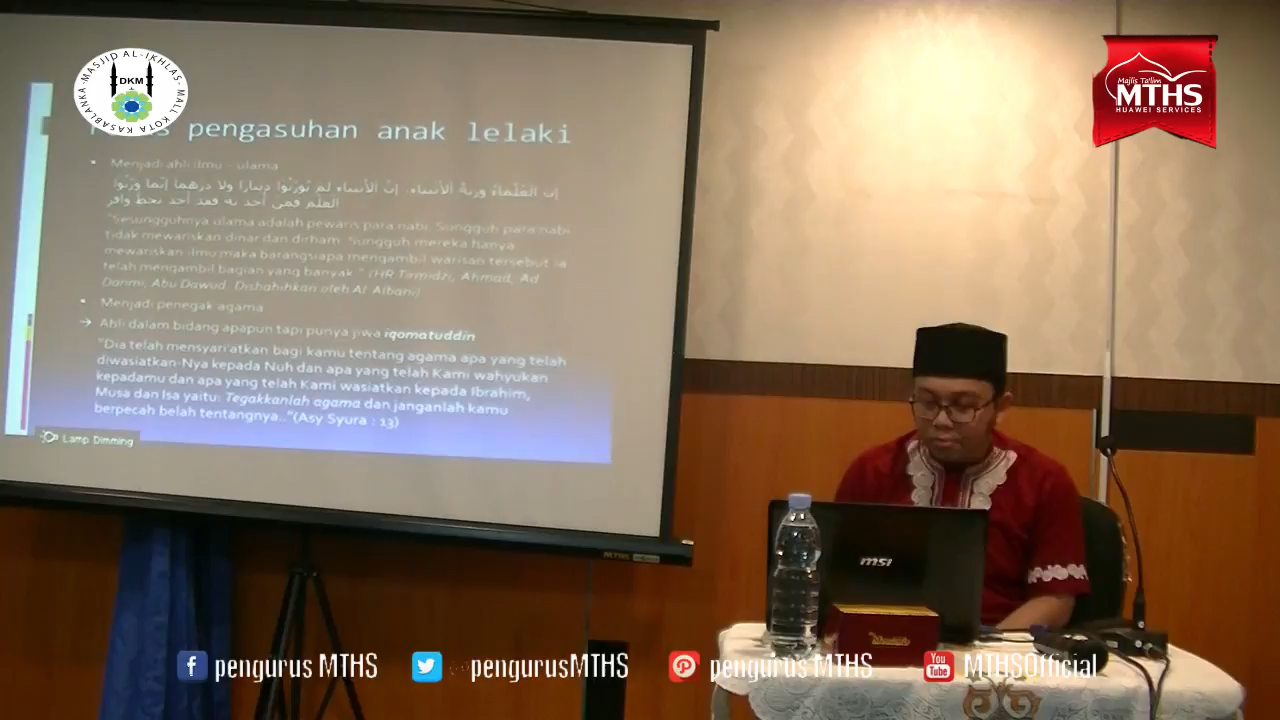 MASJID AL-IKHLAS
MALL KOTA KASABLANKA
DKM
Majlis Ta'lim
MTHS
HUAWEI SERVICES
pengasuhan anak lelaki
• Menjadi ahli ilmu - ulama
إن العلماء ورثة الأنبياء، إن الأنبياء لم يورثوا دينارا ولا درهما إنما ورثوا
العلم فمن أخذ به فقد أخذ بحظ وافر
"Sesungguhnya ulama adalah pewaris para nabi. Sungguh para nabi
tidak mewariskan dinar dan dirham. Sungguh mereka hanya
mewariskan ilmu maka barangsiapa mengambil warisan tersebut ia
telah mengambil bagian yang banyak." (HR Tirmidzi, Ahmad, Ad
Darimi, Abu Dawud. Dishahihkan oleh Al Albani)
• Menjadi penegak agama
→ Ahli dalam bidang apapun tapi punya jiwa iqomatuddin
"Dia telah mensyari'atkan bagi kamu tentang agama apa yang telah
diwasiatkan-Nya kepada Nuh dan apa yang telah Kami wahyukan
kepadamu dan apa yang telah Kami wasiatkan kepada Ibrahim,
Musa dan Isa yaitu: Tegakkanlah agama dan janganlah kamu
berpecah belah tentangnya.."(Asy Syura : 13)
Lamp Dimming
msi
pengurus MTHS
pengurusMTHS
pengurus MTHS
You Tube
MTHSOfficial